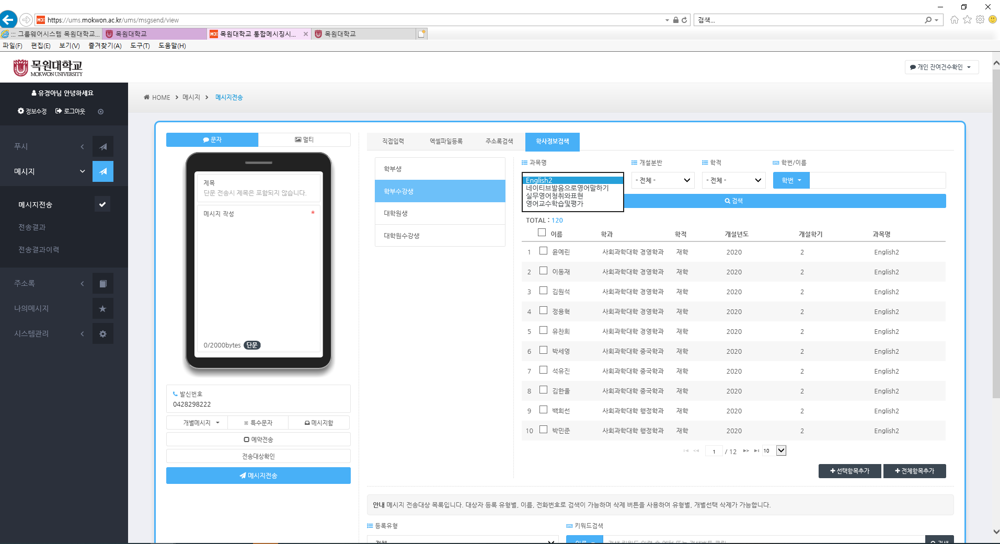 https://ums.mokwon.ac.kr/ums/msgsend/view
검색...
::: 그룹웨어시스템 목원대학교...
목원대학교
목원대학교 통합메시징시...
목원대학교
파일(F) 편집(E) 보기(V) 즐겨찾기(A) 도구(T) 도움말(H)
목원대학교
MOKWON UNIVERSITY
개인 잔여건수확인
유경아님 안녕하세요
정보수정 로그아웃
HOME > 메시지 > 메시지전송
푸시
메시지
메시지전송
전송결과
전송결과이력
주소록
나의메시지
시스템관리
문자 멀티
제목
단문 전송시 제목은 포함되지 않습니다.
메시지 작성 *
0/2000bytes 단문
발신번호
0428298222
개별메시지 ※ 특수문자 메시지함
예약전송
전송대상확인
메시지전송
직접입력 엑셀파일등록 주소록검색 학사정보검색
학부생
학부수강생
대학원생
대학원수강생
과목명 개설분반 학적 학번/이름
English2
네이티브발음으로영어말하기
실무영어청취와표현
영어교수학습및평가
- 전체 - - 전체 - 학번
검색
TOTAL : 120
이름 학과 학적 개설년도 개설학기 과목명
1 윤예린 사회과학대학 경영학과 재학 2020 2 English2
2 이동재 사회과학대학 경영학과 재학 2020 2 English2
3 김원석 사회과학대학 경영학과 재학 2020 2 English2
4 정용혁 사회과학대학 경영학과 재학 2020 2 English2
5 유찬희 사회과학대학 경영학과 재학 2020 2 English2
6 박세영 사회과학대학 중국학과 재학 2020 2 English2
7 석유진 사회과학대학 중국학과 재학 2020 2 English2
8 김한울 사회과학대학 중국학과 재학 2020 2 English2
9 백희선 사회과학대학 행정학과 재학 2020 2 English2
10 박민준 사회과학대학 행정학과 재학 2020 2 English2
1 / 12 10
선택항목추가 전체항목추가
안내 메시지 전송대상 목록입니다. 대상자 등록 유형별, 이름, 전화번호로 검색이 가능하며 삭제 버튼을 사용하여 유형별, 개별선택 삭제가 가능합니다.
등록유형 키워드검색